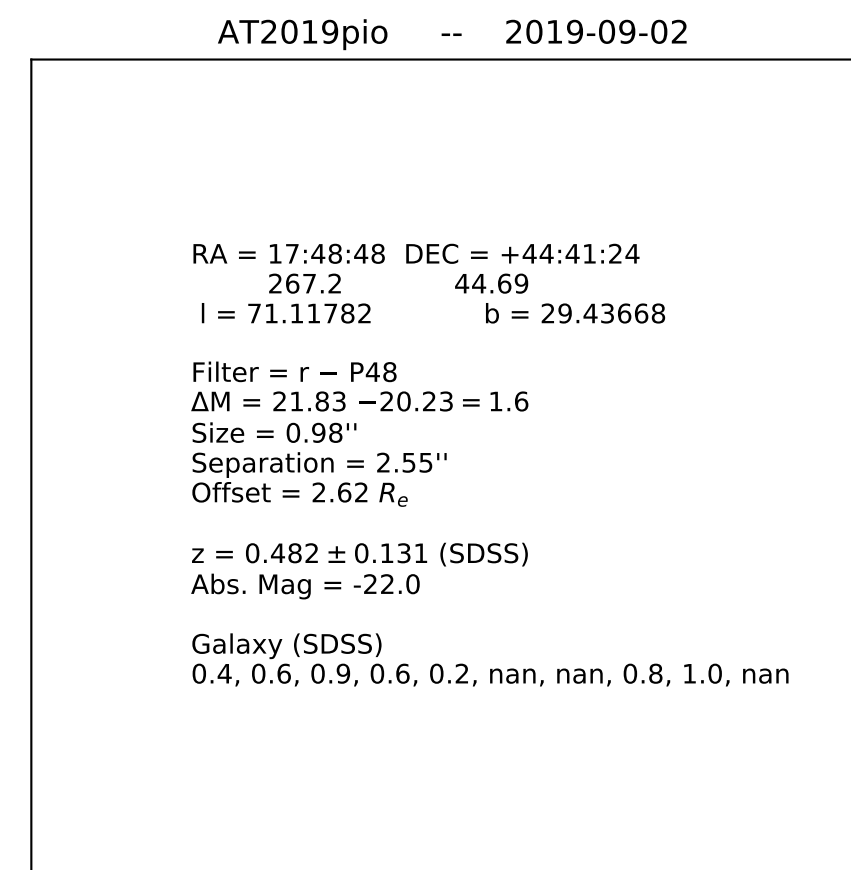 AT2019pio -- 2019-09-02
RA = 17:48:48 DEC = +44:41:24
267.2 44.69
l = 71.11782 b = 29.43668
Filter = r − P48
ΔM = 21.83 −20.23 = 1.6
Size = 0.98''
Separation = 2.55''
Offset = 2.62 Rₑ
z = 0.482 ± 0.131 (SDSS)
Abs. Mag = -22.0
Galaxy (SDSS)
0.4, 0.6, 0.9, 0.6, 0.2, nan, nan, 0.8, 1.0, nan